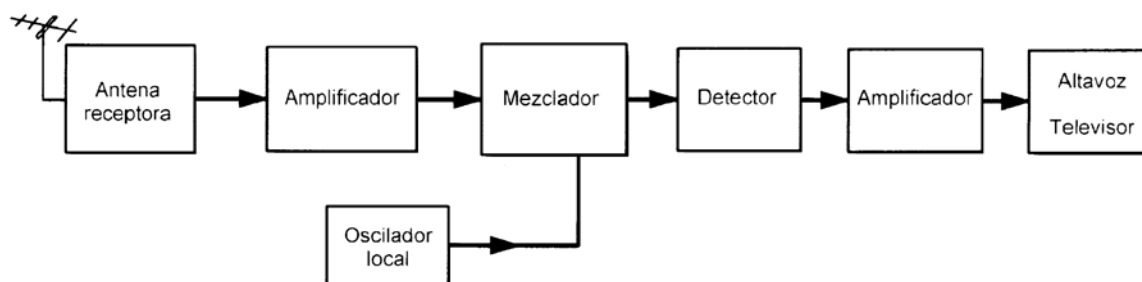 Antena
receptora
Amplificador
Mezclador
Detector
Amplificador
Altavoz
Televisor
Oscilador
local